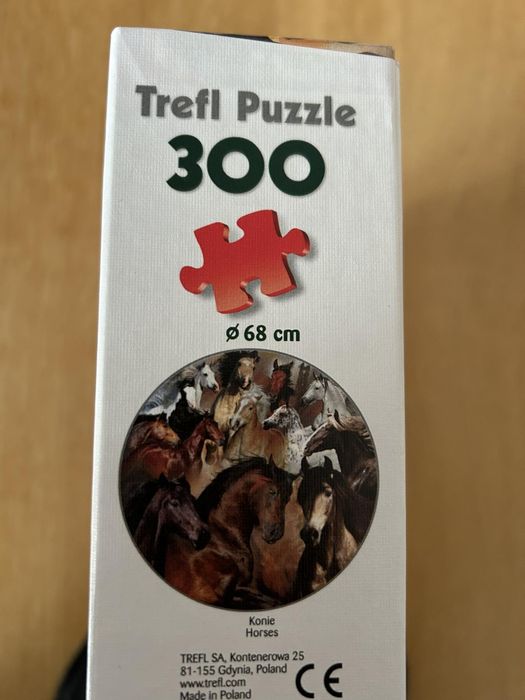 Trefl Puzzle
300
ø 68 cm
Konie
Horses
TREFL SA, Kontenerowa 25
81-155 Gdynia, Poland
www.trefl.com
Made in Poland
CE